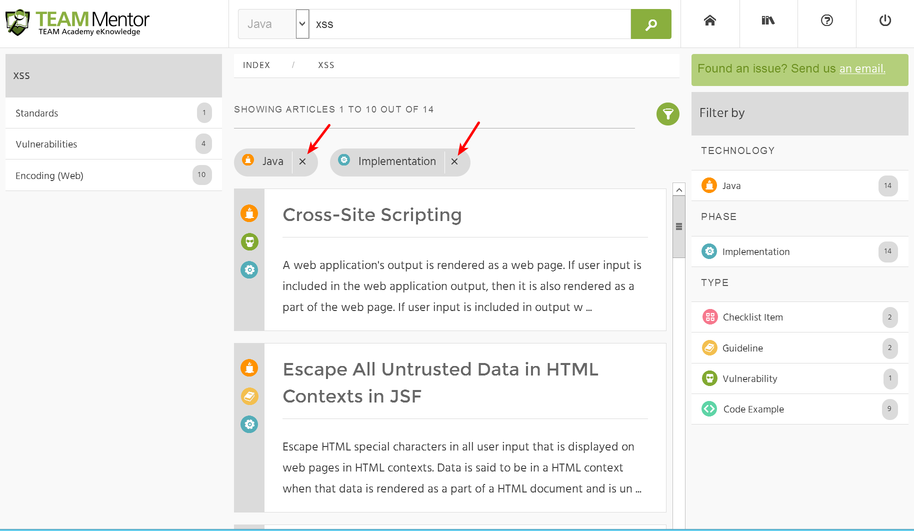 TEAM Mentor
TEAM Academy eKnowledge
Java
xss
XSS
Standards 1
Vulnerabilities 4
Encoding (Web) 10
INDEX / XSS
SHOWING ARTICLES 1 TO 10 OUT OF 14
Java ×
Implementation ×
Cross-Site Scripting
A web application's output is rendered as a web page. If user input is
included in the web application output, then it is also rendered as a
part of the web page. If user input is included in output w ...
Escape All Untrusted Data in HTML
Contexts in JSF
Escape HTML special characters in all user input that is displayed on
web pages in HTML contexts. Data is said to be in a HTML context
when that data is rendered as a part of a HTML document and is un ...
Found an issue? Send us an email.
Filter by
TECHNOLOGY
Java 14
PHASE
Implementation 14
TYPE
Checklist Item 2
Guideline 2
Vulnerability 1
Code Example 9